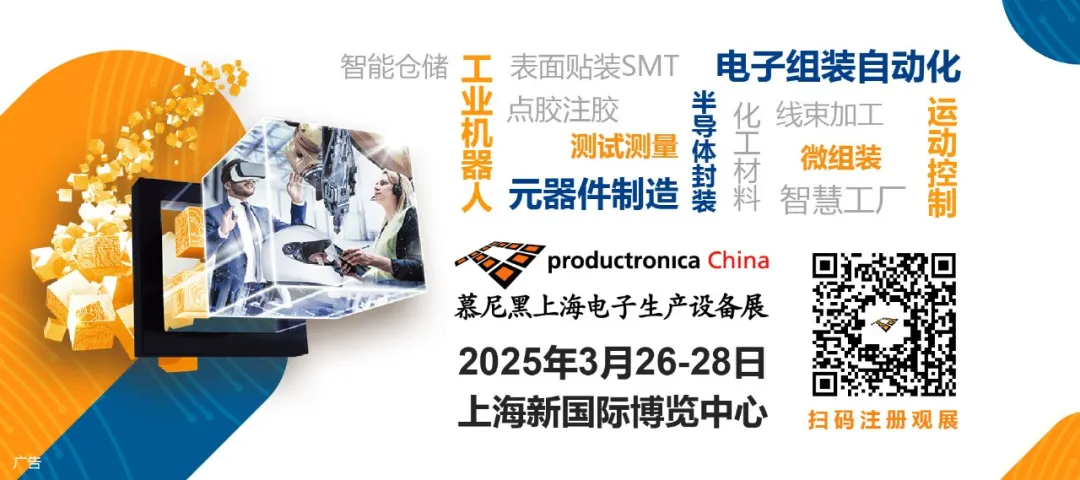 智能仓储
工业机器人
表面贴装SMT
电子组装自动化
点胶注胶
测试测量
元器件制造
半导体封装
化工材料
线束加工
微组装
智慧工厂
运动控制
productronica China
慕尼黑上海电子生产设备展
2025年3月26-28日
上海新国际博览中心
扫码注册观展
广告